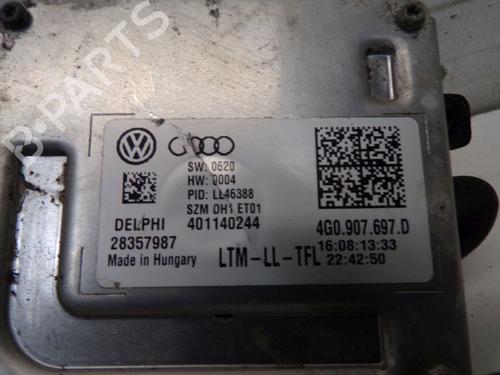 B-PARTS
SW: 0620
HW: 0004
PID: LL46388
SZM DH1 ET01
DELPHI 401140244
28357987
Made in Hungary
4G0.907.697.D
16:08:13:33
LTM-LL-TFL 22:42:50